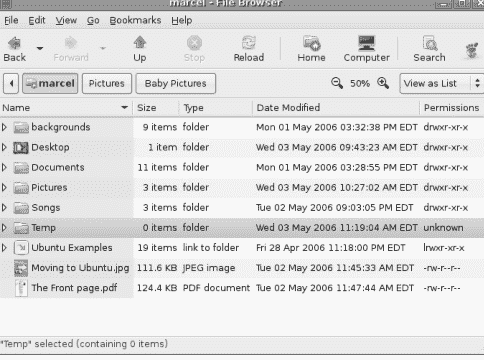 marcel - File Browser
File Edit View Go Bookmarks Help
Back Forward Up Stop Reload Home Computer Search
marcel Pictures Baby Pictures 50% View as List
Name Size Type Date Modified Permissions
backgrounds 9 items folder Mon 01 May 2006 03:32:38 PM EDT drwxr-xr-x
Desktop 1 item folder Wed 03 May 2006 09:43:23 AM EDT drwxr-xr-x
Documents 11 items folder Mon 01 May 2006 03:28:55 PM EDT drwxr-xr-x
Pictures 3 items folder Wed 03 May 2006 10:27:02 AM EDT drwxr-xr-x
Songs 3 items folder Tue 02 May 2006 09:03:05 PM EDT drwxr-xr-x
Temp 0 items folder Wed 03 May 2006 11:19:04 AM EDT unknown
Ubuntu Examples 19 items link to folder Fri 28 Apr 2006 11:18:00 PM EDT lrwxr-xr-x
Moving to Ubuntu.jpg 111.6 KB JPEG image Tue 02 May 2006 11:45:33 AM EDT -rw-r--r--
The Front page.pdf 124.4 KB PDF document Tue 02 May 2006 11:47:44 AM EDT -rw-r--r--
"Temp" selected (containing 0 items)